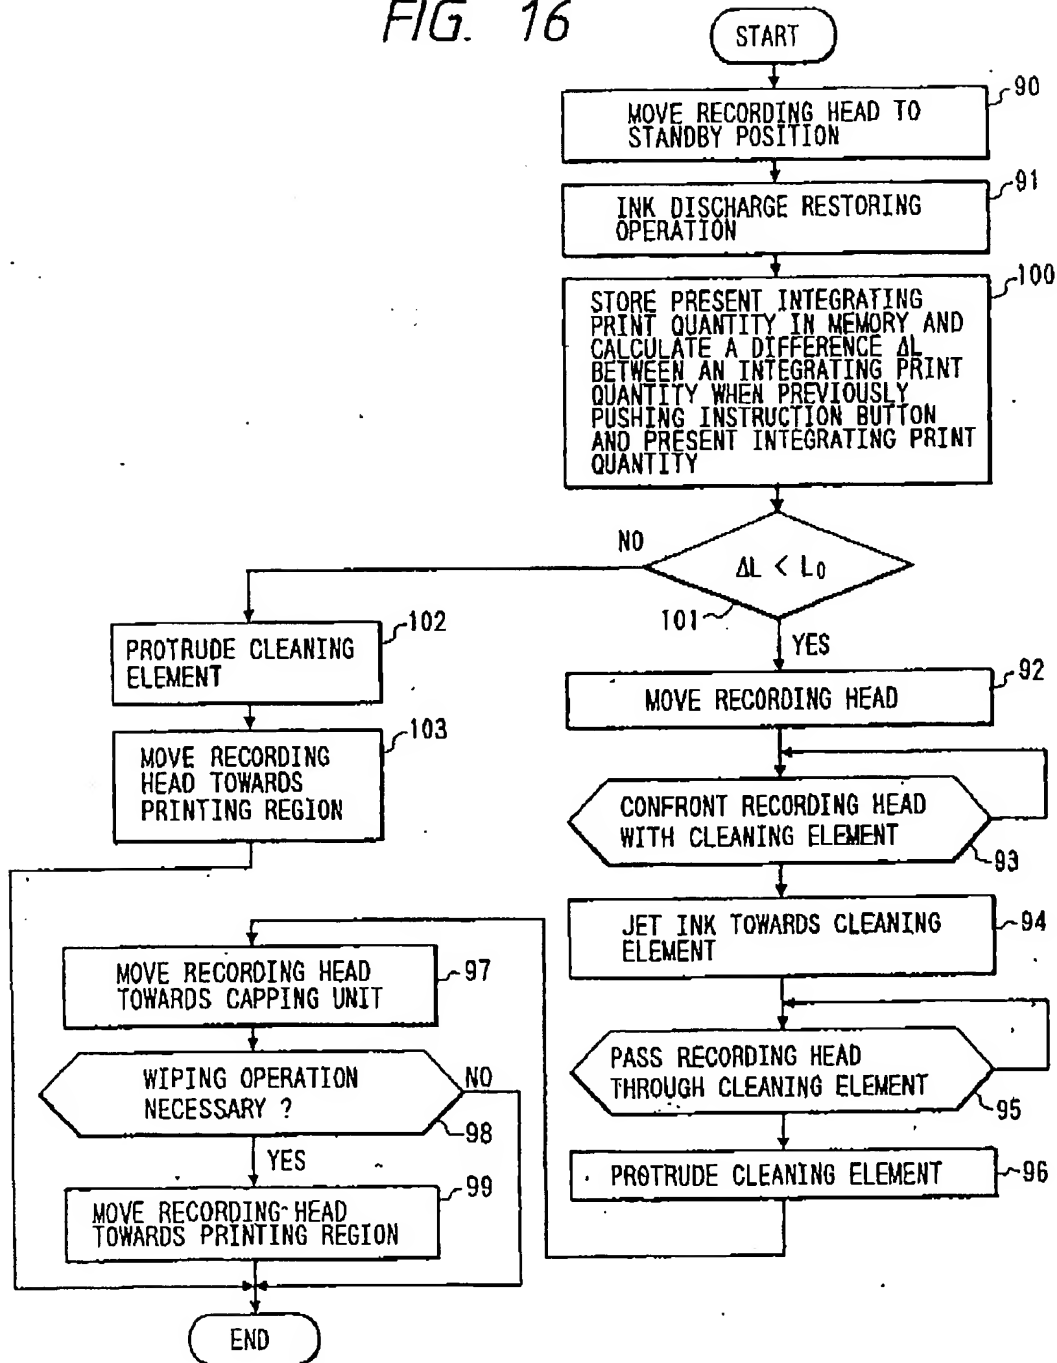 FIG. 16
START
90
MOVE RECORDING HEAD TO
STANDBY POSITION
91
INK DISCHARGE RESTORING
OPERATION
100
STORE PRESENT INTEGRATING
PRINT QUANTITY IN MEMORY AND
CALCULATE A DIFFERENCE ΔL
BETWEEN AN INTEGRATING PRINT
QUANTITY WHEN PREVIOUSLY
PUSHING INSTRUCTION BUTTON
AND PRESENT INTEGRATING PRINT
QUANTITY
ΔL < L0
101
NO
YES
102
PROTRUDE CLEANING
ELEMENT
103
MOVE RECORDING
HEAD TOWARDS
PRINTING REGION
92
MOVE RECORDING HEAD
CONFRONT RECORDING HEAD
WITH CLEANING ELEMENT
93
JET INK TOWARDS CLEANING
ELEMENT
94
PASS RECORDING HEAD
THROUGH CLEANING ELEMENT
95
PROTRUDE CLEANING ELEMENT
96
MOVE RECORDING HEAD
TOWARDS CAPPING UNIT
97
WIPING OPERATION
NECESSARY ?
NO
98
YES
99
MOVE RECORDING HEAD
TOWARDS PRINTING REGION
END